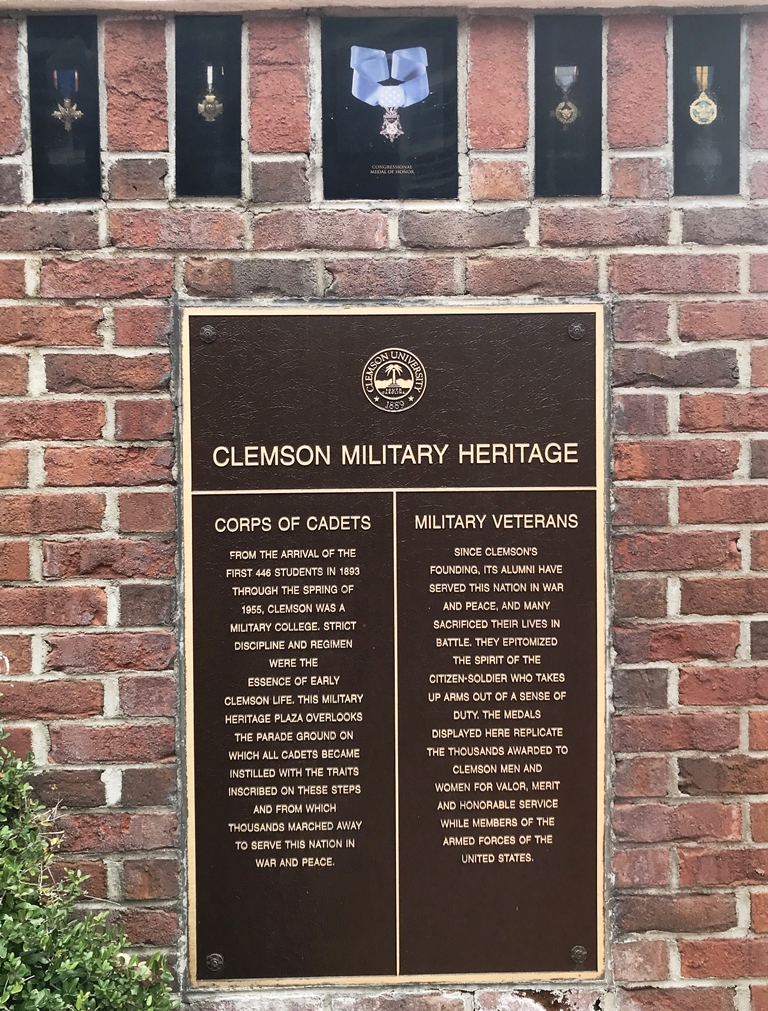 CONGRESSIONAL
MEDAL OF HONOR
CLEMSON UNIVERSITY
1889
CLEMSON MILITARY HERITAGE
CORPS OF CADETS
FROM THE ARRIVAL OF THE
FIRST 446 STUDENTS IN 1893
THROUGH THE SPRING OF
1955, CLEMSON WAS A
MILITARY COLLEGE. STRICT
DISCIPLINE AND REGIMEN
WERE THE
ESSENCE OF EARLY
CLEMSON LIFE. THIS MILITARY
HERITAGE PLAZA OVERLOOKS
THE PARADE GROUND ON
WHICH ALL CADETS BECAME
INSTILLED WITH THE TRAITS
INSCRIBED ON THESE STEPS
AND FROM WHICH
THOUSANDS MARCHED AWAY
TO SERVE THIS NATION IN
WAR AND PEACE.
MILITARY VETERANS
SINCE CLEMSON'S
FOUNDING, ITS ALUMNI HAVE
SERVED THIS NATION IN WAR
AND PEACE, AND MANY
SACRIFICED THEIR LIVES IN
BATTLE. THEY EPITOMIZED
THE SPIRIT OF THE
CITIZEN-SOLDIER WHO TAKES
UP ARMS OUT OF A SENSE OF
DUTY. THE MEDALS
DISPLAYED HERE REPLICATE
THE THOUSANDS AWARDED TO
CLEMSON MEN AND
WOMEN FOR VALOR, MERIT
AND HONORABLE SERVICE
WHILE MEMBERS OF THE
ARMED FORCES OF THE
UNITED STATES.